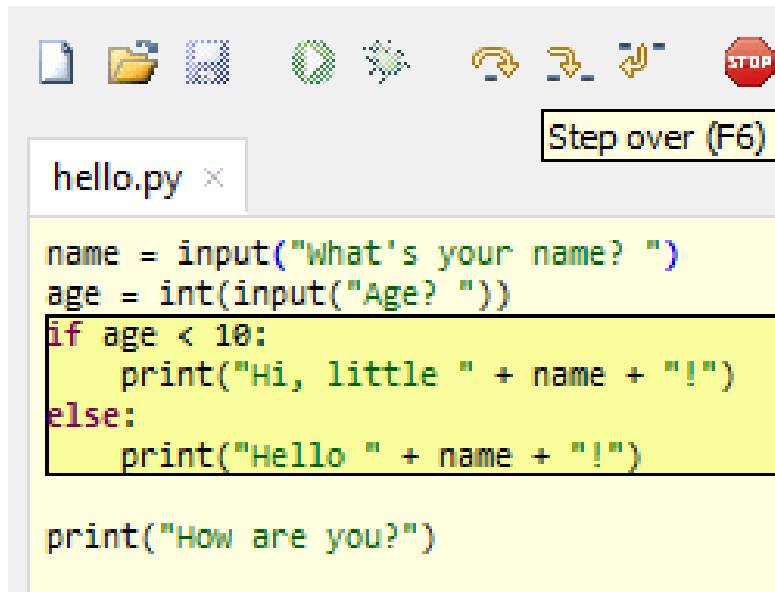 STOP
Step over (F6)
hello.py ×
name = input("What's your name? ")
age = int(input("Age? "))
if age < 10:
    print("Hi, little " + name + "!")
else:
    print("Hello " + name + "!")
print("How are you?")